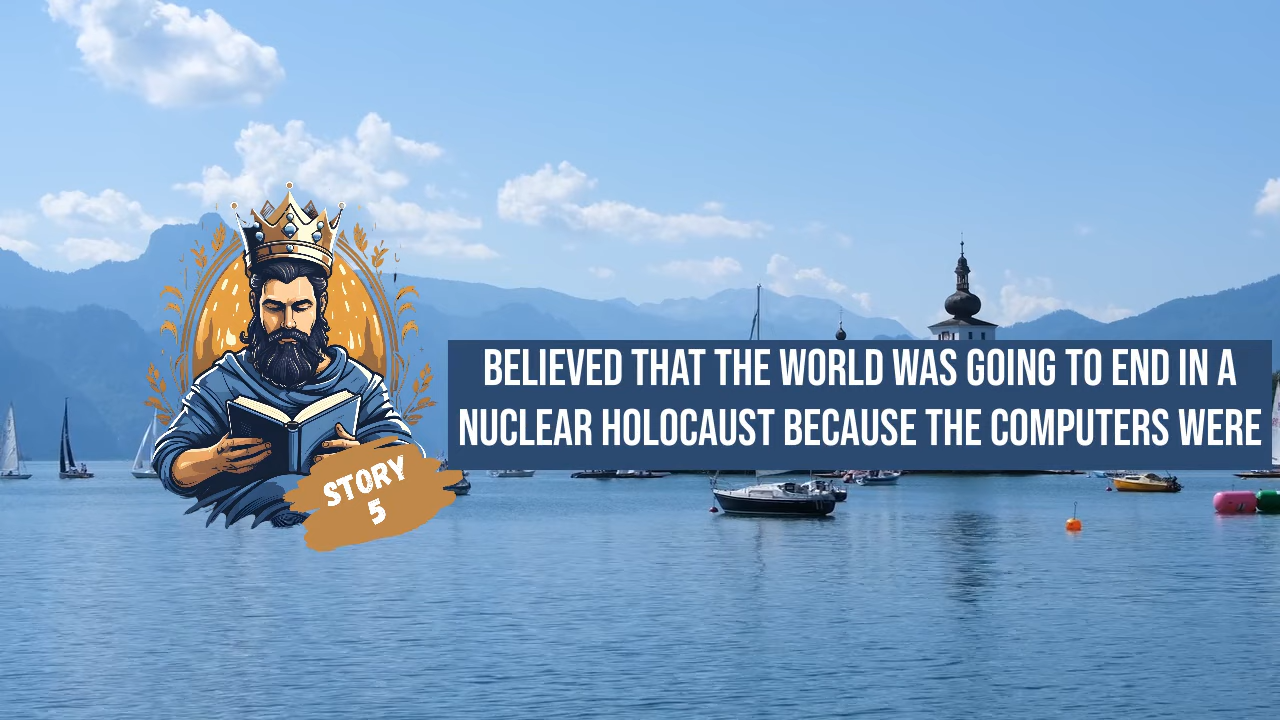 BELIEVED THAT THE WORLD WAS GOING TO END IN A
NUCLEAR HOLOCAUST BECAUSE THE COMPUTERS WERE
STORY
5